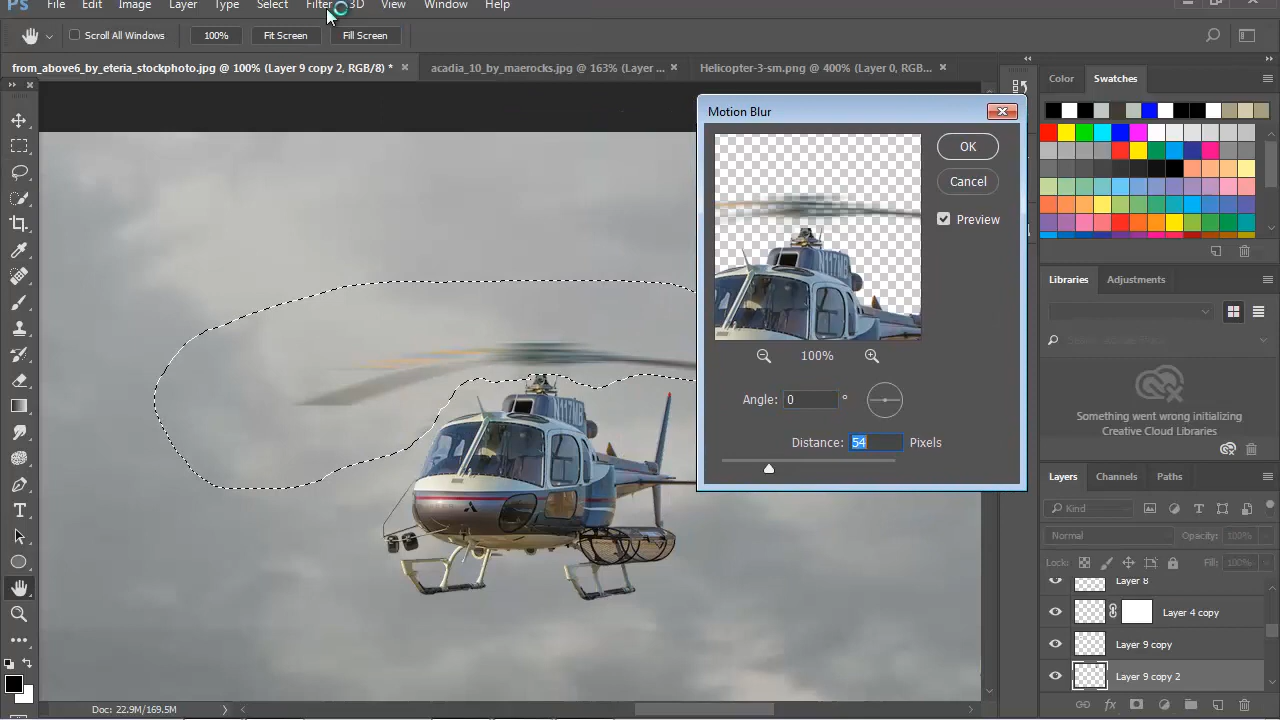 Ps File Edit Image Layer Type Select Filter 3D View Window Help
Scroll All Windows 100% Fit Screen Fill Screen
from_above6_by_eteria_stockphoto.jpg @ 100% (Layer 9 copy 2, RGB/8) *
acadia_10_by_maerocks.jpg @ 163% (Layer ...
Helicopter-3-sm.png @ 400% (Layer 0, RGB...
Color Swatches
Motion Blur
OK
Cancel
Preview
100%
Angle: 0 °
Distance: 54 Pixels
Libraries Adjustments
Something went wrong initializing
Creative Cloud Libraries
Layers Channels Paths
Kind
Normal Opacity: 100%
Lock: Fill: 100%
Layer 8
Layer 4 copy
Layer 9 copy
Layer 9 copy 2
Doc: 22.9M/169.5M